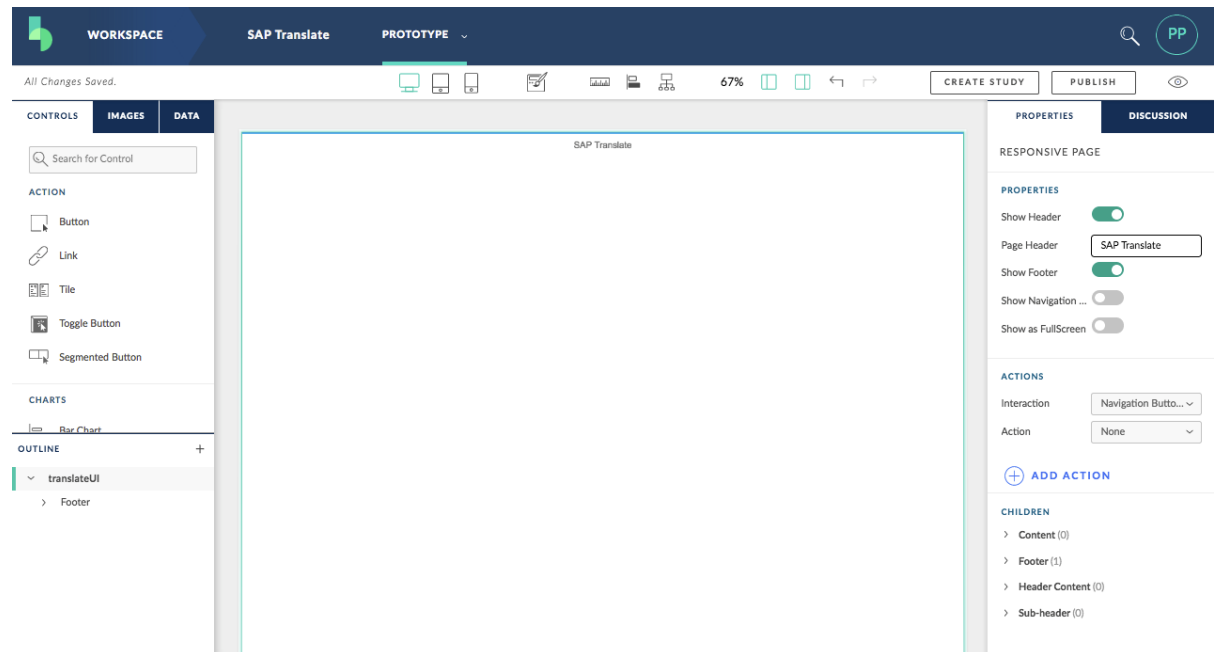 WORKSPACE
SAP Translate
PROTOTYPE
PP
All Changes Saved.
67%
CREATE STUDY
PUBLISH
CONTROLS
IMAGES
DATA
Search for Control
ACTION
Button
Link
Tile
Toggle Button
Segmented Button
CHARTS
Bar Chart
OUTLINE
translateUI
Footer
SAP Translate
PROPERTIES
DISCUSSION
RESPONSIVE PAGE
PROPERTIES
Show Header
Page Header
SAP Translate
Show Footer
Show Navigation ...
Show as FullScreen
ACTIONS
Interaction
Navigation Butto...
Action
None
ADD ACTION
CHILDREN
Content (0)
Footer (1)
Header Content (0)
Sub-header (0)